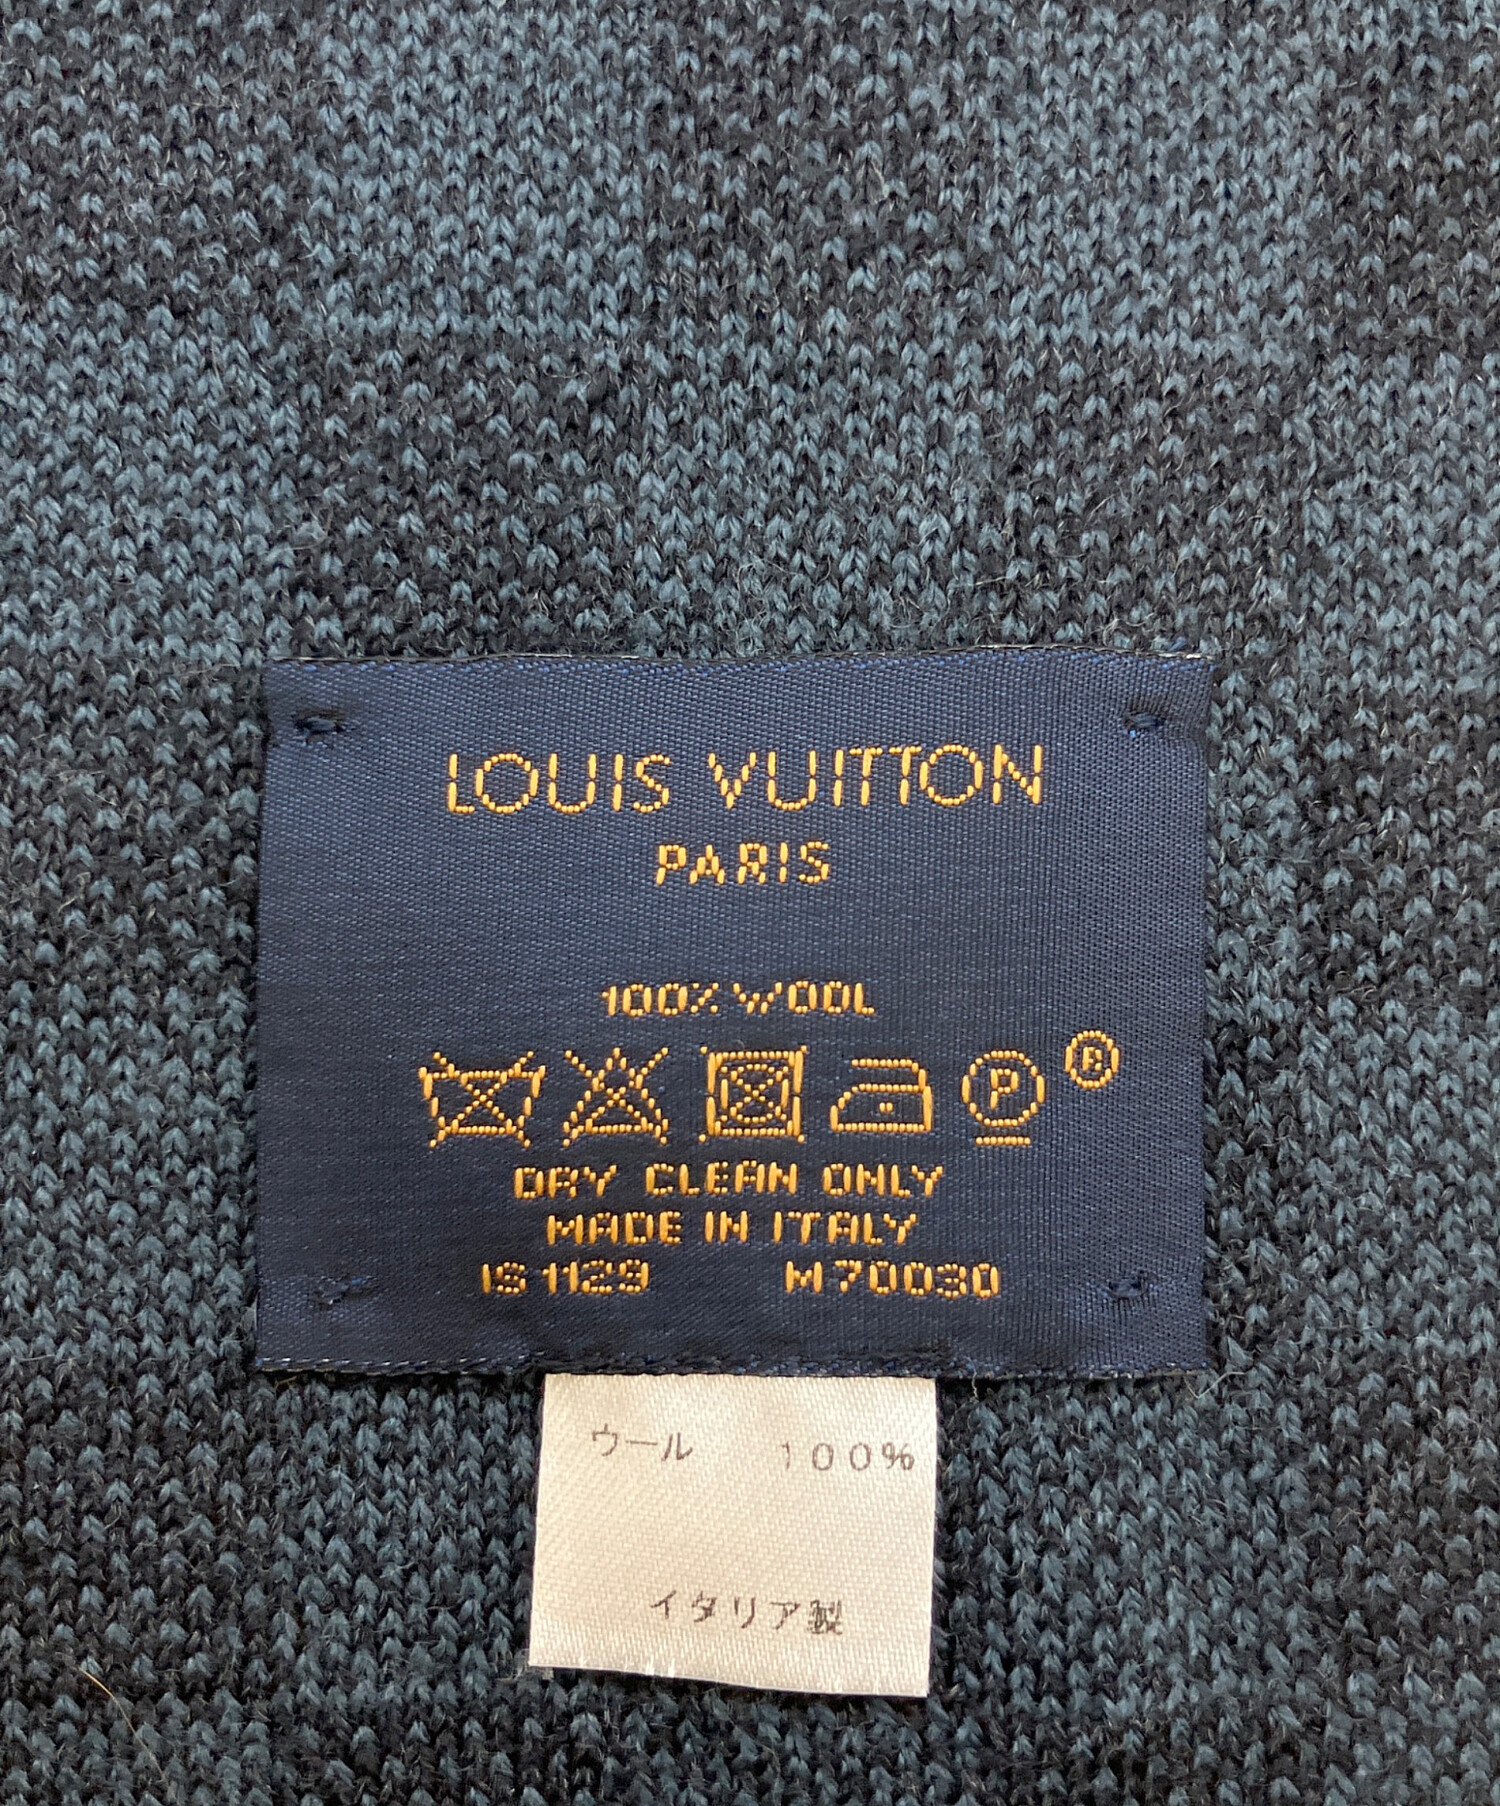 LOUIS VUITTON
PARIS
100% WOOL
P ®
DRY CLEAN ONLY
MADE IN ITALY
IS 1129 M70030
ウール 100%
イタリア製